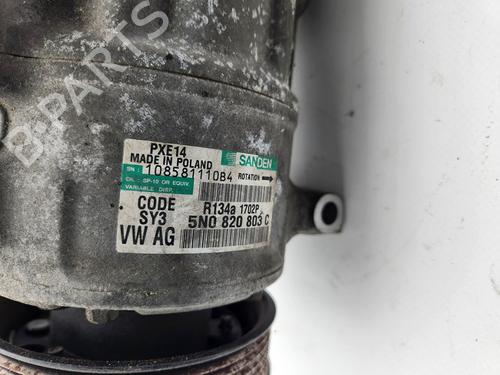 B-PARTS
PXE14
MADE IN POLAND
SANDEN
SN : 108581110B4 ROTATION
OIL : SP-10 OR EQUIV.
VARIABLE DISP.
CODE R134a 1702P
SY3 5N0 820 803 C
VW AG